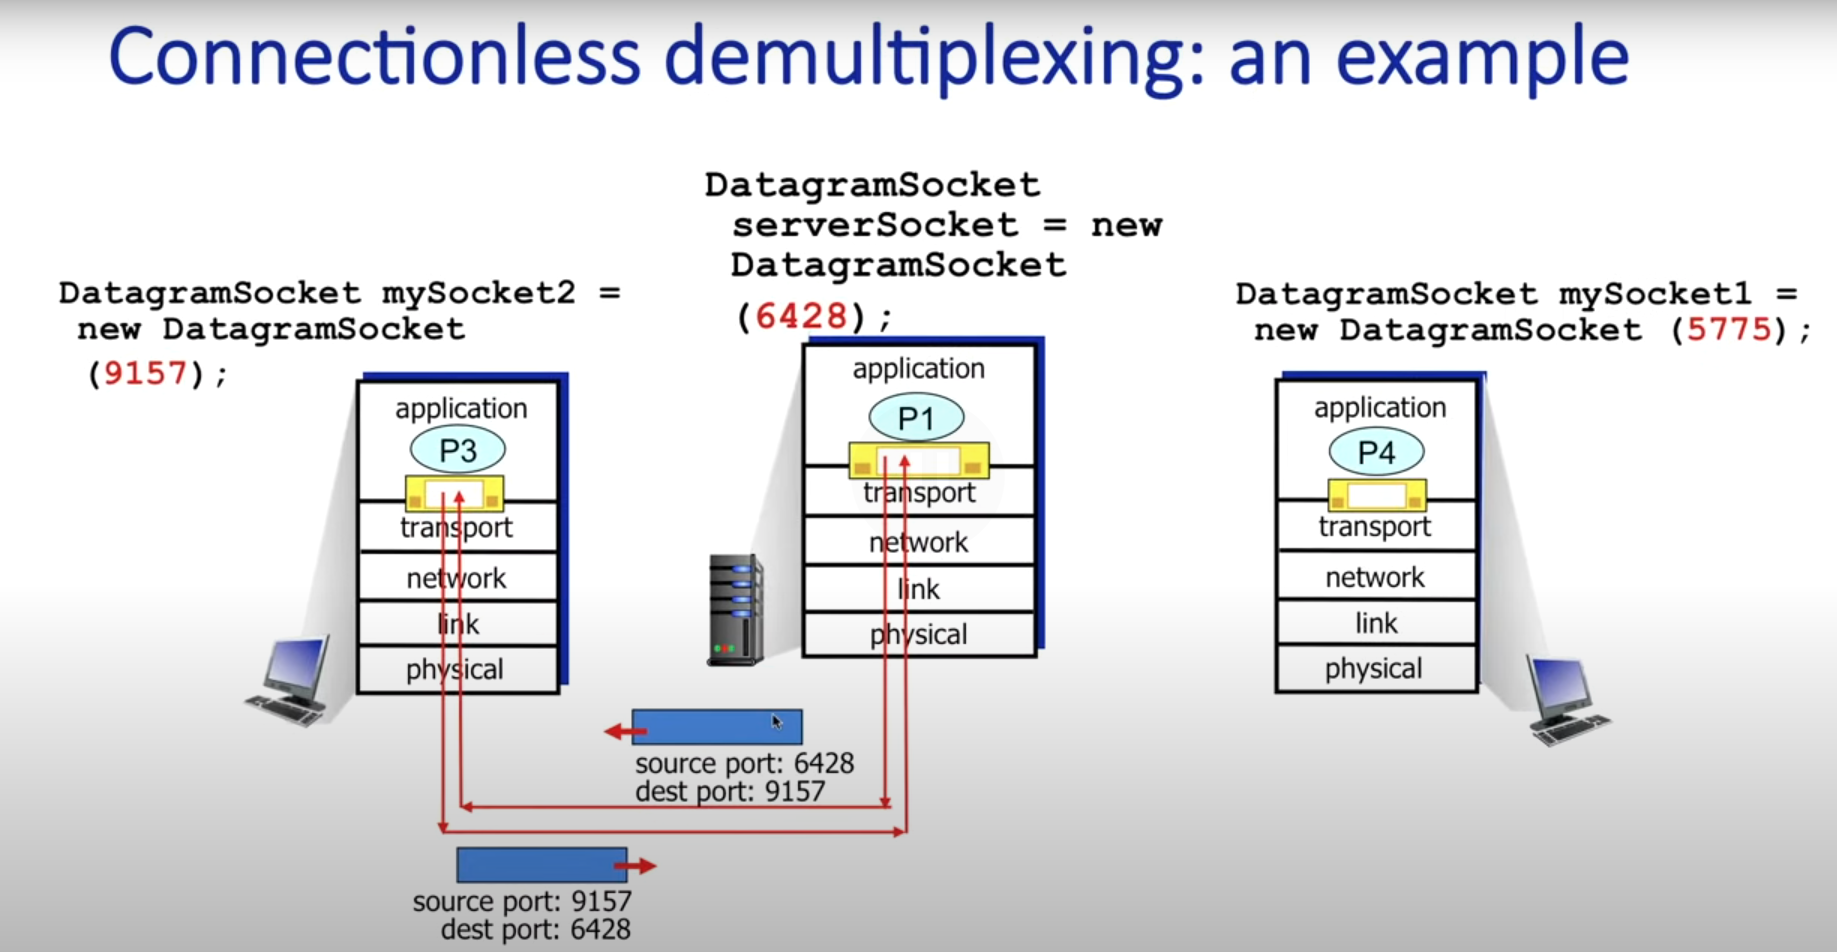 Connectionless demultiplexing: an example
DatagramSocket
serverSocket = new
DatagramSocket
(6428);
DatagramSocket mySocket2 =
new DatagramSocket
(9157);
DatagramSocket mySocket1 =
new DatagramSocket (5775);
application
P3
transport
network
link
physical
application
P1
transport
network
link
physical
application
P4
transport
network
link
physical
source port: 6428
dest port: 9157
source port: 9157
dest port: 6428